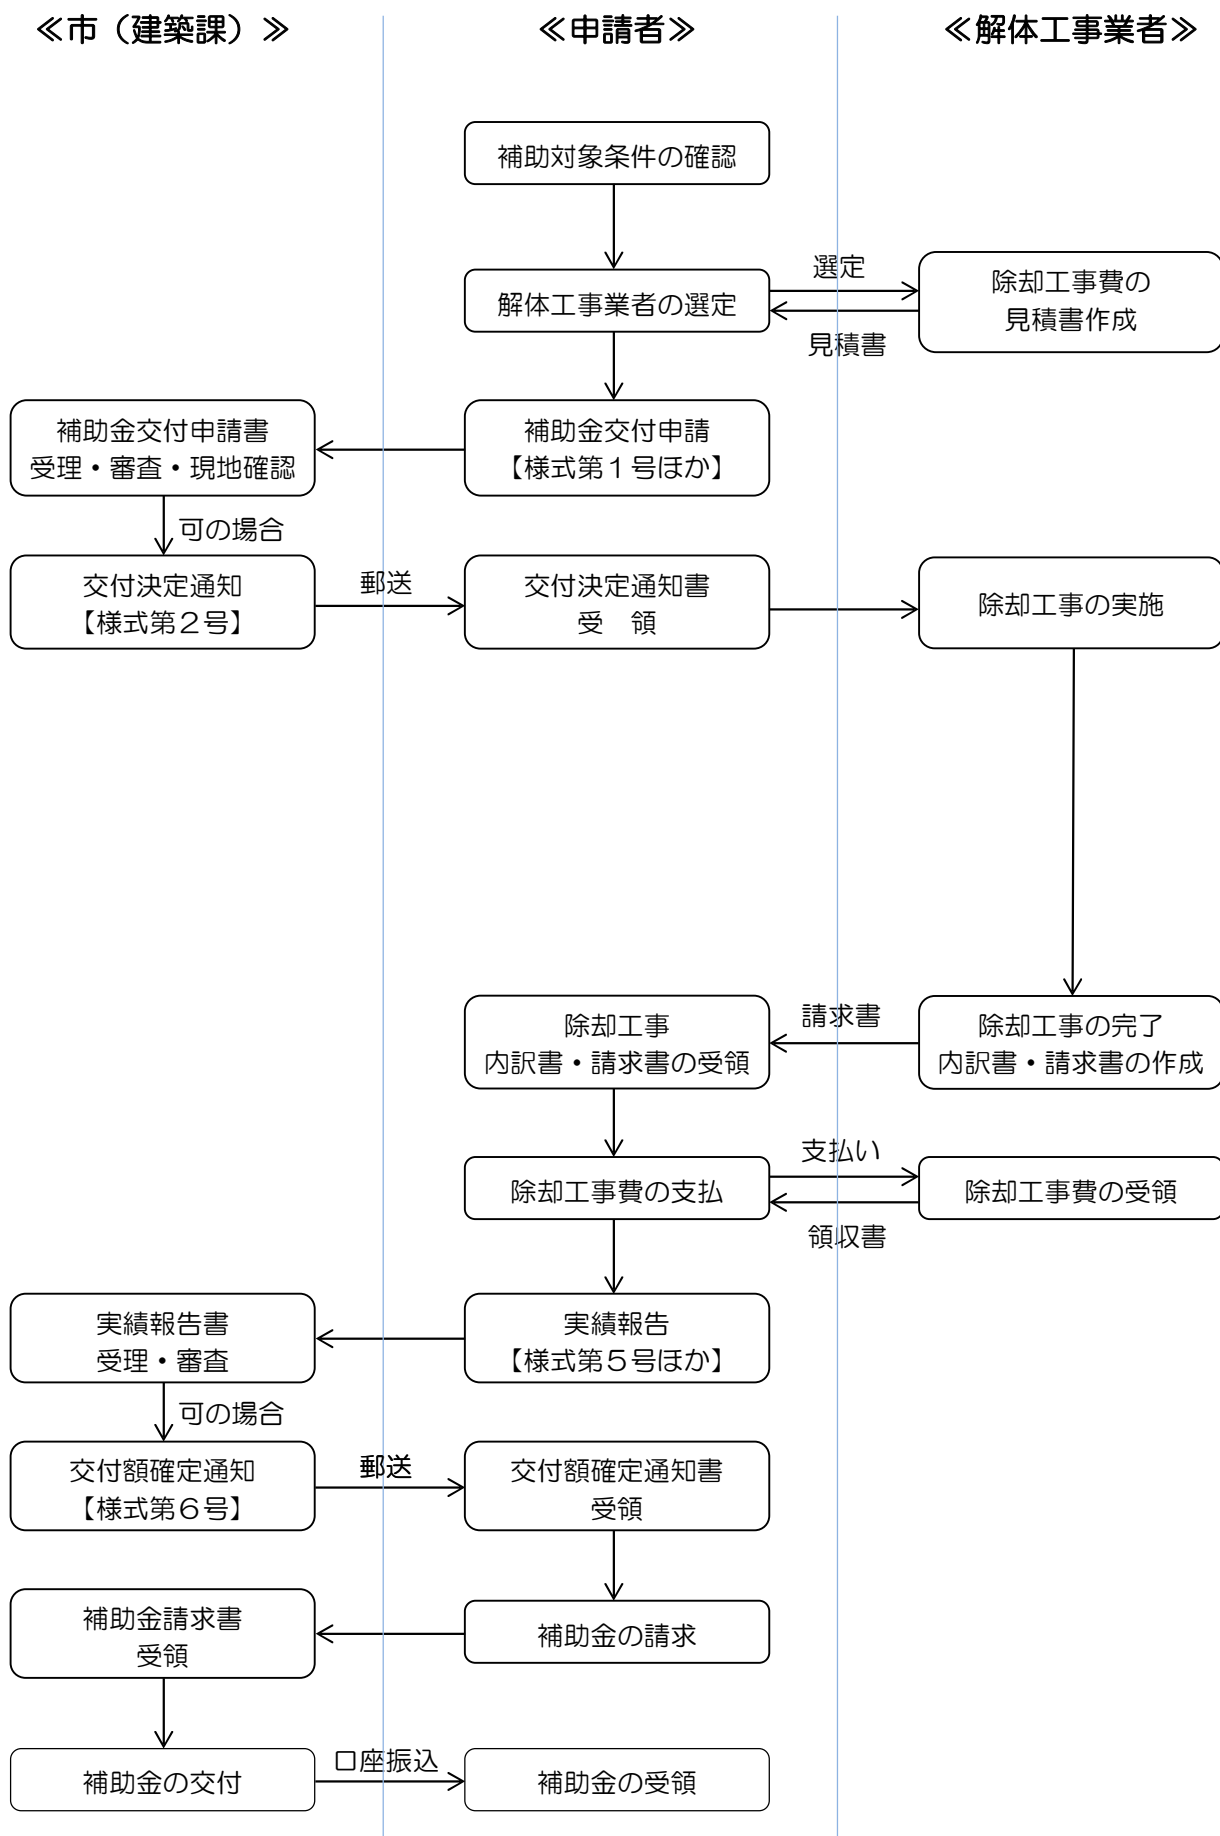 ≪市（建築課）≫
≪申請者≫
≪解体工事業者≫
補助対象条件の確認
解体工事業者の選定
選定
見積書
除却工事費の
見積書作成
補助金交付申請書
受理・審査・現地確認
補助金交付申請
【様式第１号ほか】
可の場合
交付決定通知
【様式第２号】
郵送
交付決定通知書
受　領
除却工事の実施
除却工事
内訳書・請求書の受領
請求書
除却工事の完了
内訳書・請求書の作成
除却工事費の支払
支払い
領収書
除却工事費の受領
実績報告書
受理・審査
実績報告
【様式第５号ほか】
可の場合
交付額確定通知
【様式第６号】
郵送
交付額確定通知書
受領
補助金請求書
受領
補助金の請求
補助金の交付
口座振込
補助金の受領